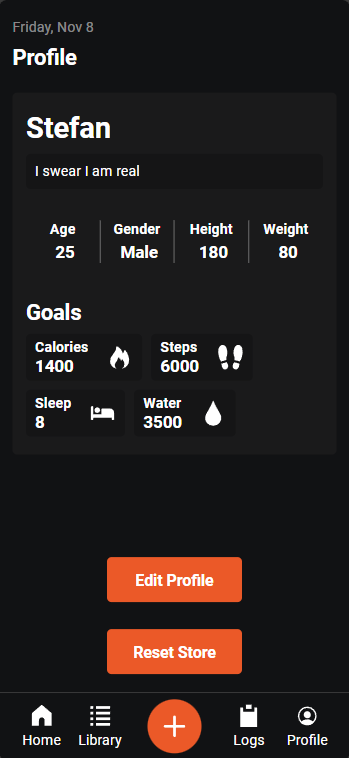 Friday, Nov 8
Profile
Stefan
I swear I am real
Age Gender Height Weight
25 Male 180 80
Goals
Calories Steps
1400 6000
Sleep Water
8 3500
Edit Profile
Reset Store
Home Library Logs Profile